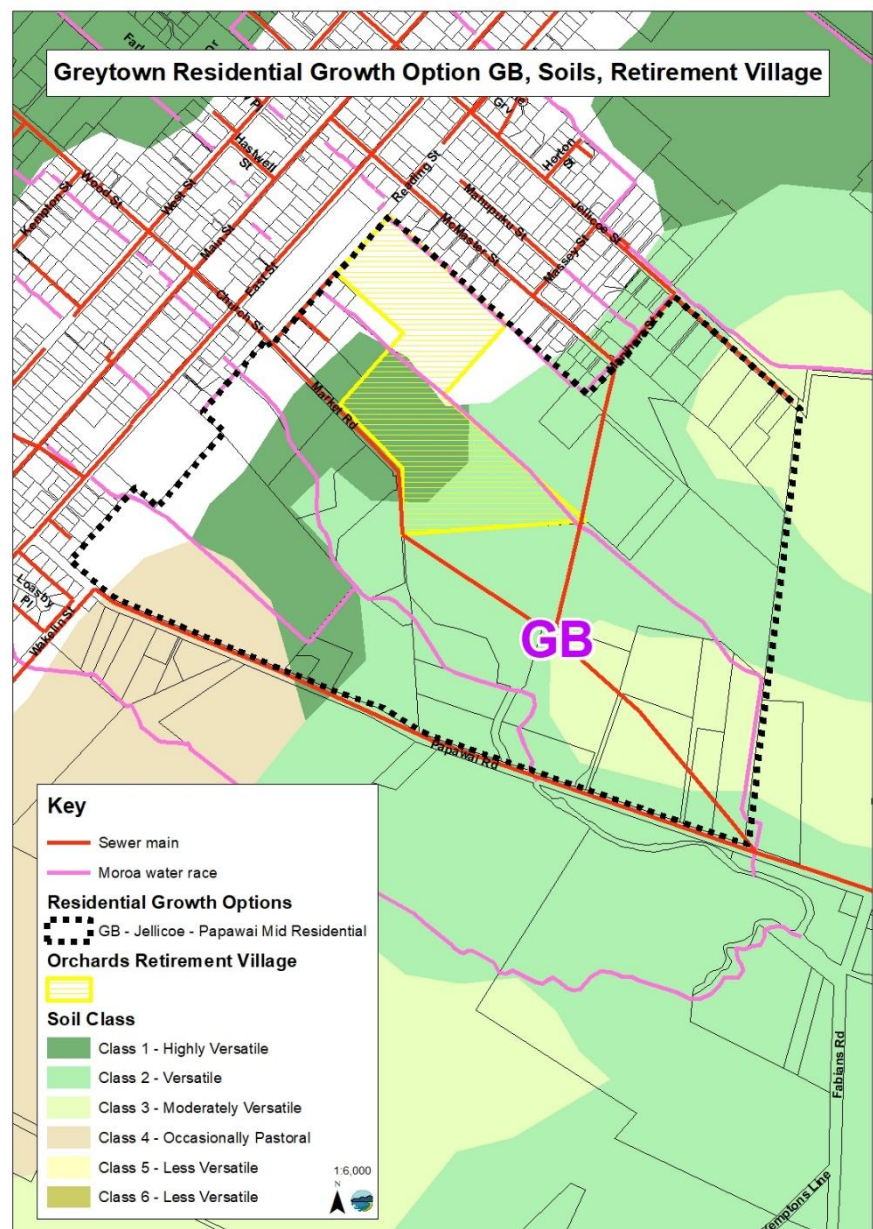 Greytown Residential Growth Option GB, Soils, Retirement Village
Hastwell St
Wood St
Kempton St
West St
Main St
Church St
East St
Reading St
Horton St
Mahupuku St
Jellicoe St
McMaster St
Massey St
Market Rd
Loasby Pl
Wakelin St
GB
Papawai Rd
Fabians Rd
Kemptons Line
Key
Sewer main
Moroa water race
Residential Growth Options
GB - Jellicoe - Papawai Mid Residential
Orchards Retirement Village
Soil Class
Class 1 - Highly Versatile
Class 2 - Versatile
Class 3 - Moderately Versatile
Class 4 - Occasionally Pastoral
Class 5 - Less Versatile
Class 6 - Less Versatile
1:6,000
N